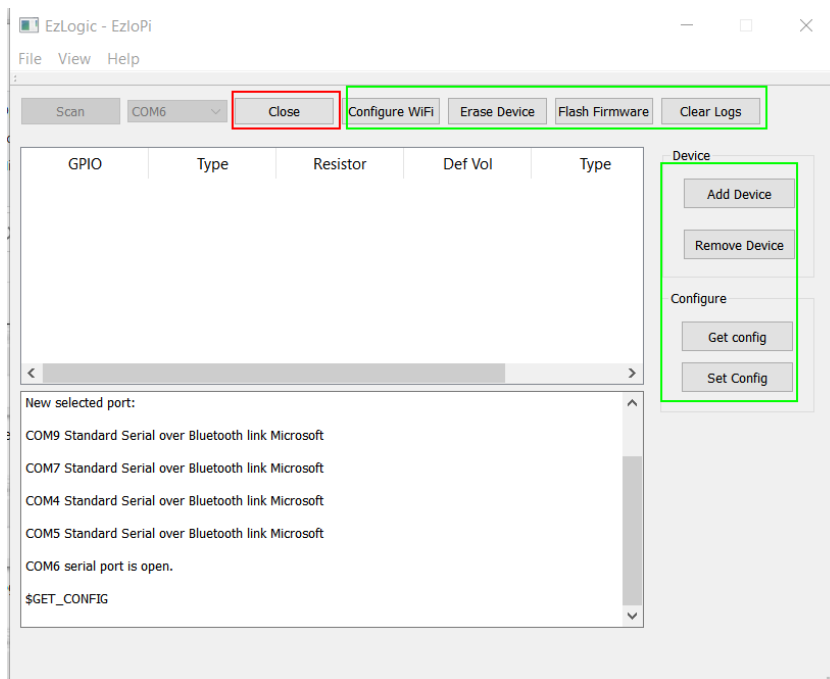 EzLogic - EzloPi
File View Help
Scan COM6 Close Configure WiFi Erase Device Flash Firmware Clear Logs
GPIO Type Resistor Def Vol Type
Device
Add Device
Remove Device
Configure
Get config
Set Config
New selected port:
COM9 Standard Serial over Bluetooth link Microsoft
COM7 Standard Serial over Bluetooth link Microsoft
COM4 Standard Serial over Bluetooth link Microsoft
COM5 Standard Serial over Bluetooth link Microsoft
COM6 serial port is open.
$GET_CONFIG